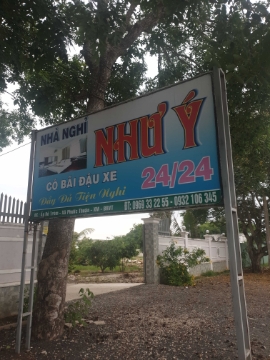 NHÀ NGHỈ
NHƯ Ý
CÓ BÃI ĐẬU XE
Đầy Đủ Tiện Nghi
24/24
ĐT: 0968 33 22 55 - 0932 106 345